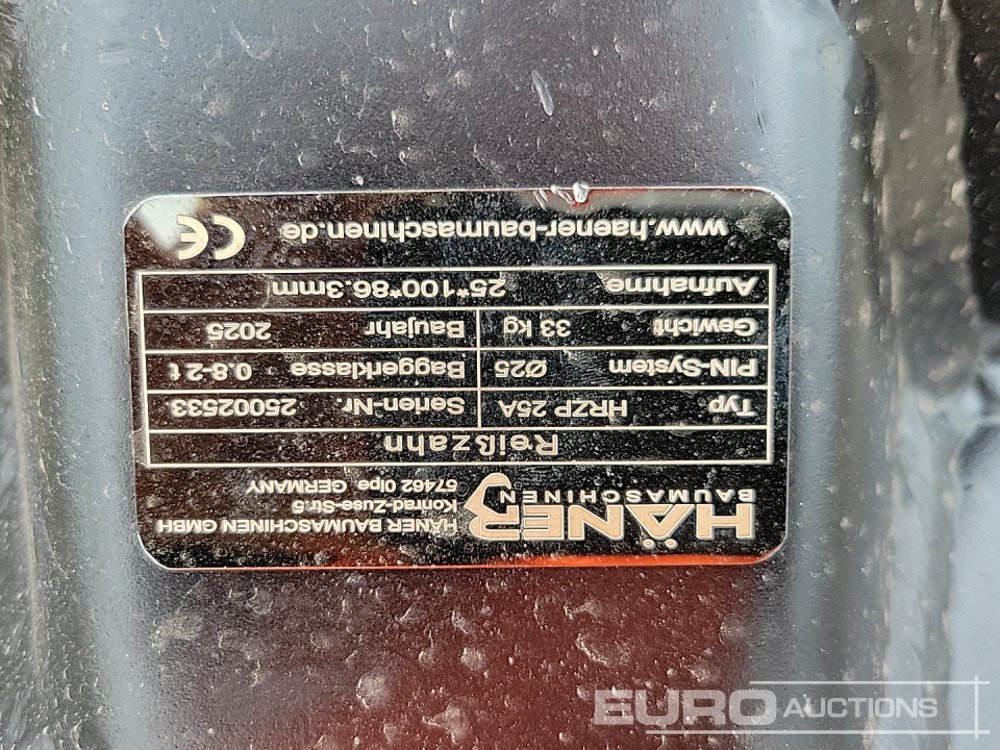 HÄNER
BAUMASCHINEN
HÄNER BAUMASCHINEN GMBH
Konrad-Zuse-Str.5
57462 Olpe GERMANY
Reißzahn
Typ HRZP 25A Serien-Nr. 25002533
PIN-System Ø25 Baggerklasse 0.8-2 t
Gewicht 33 kg Baujahr 2025
Aufnahme 25*100*86.3mm
www.haener-baumaschinen.de CE
EURO AUCTIONS